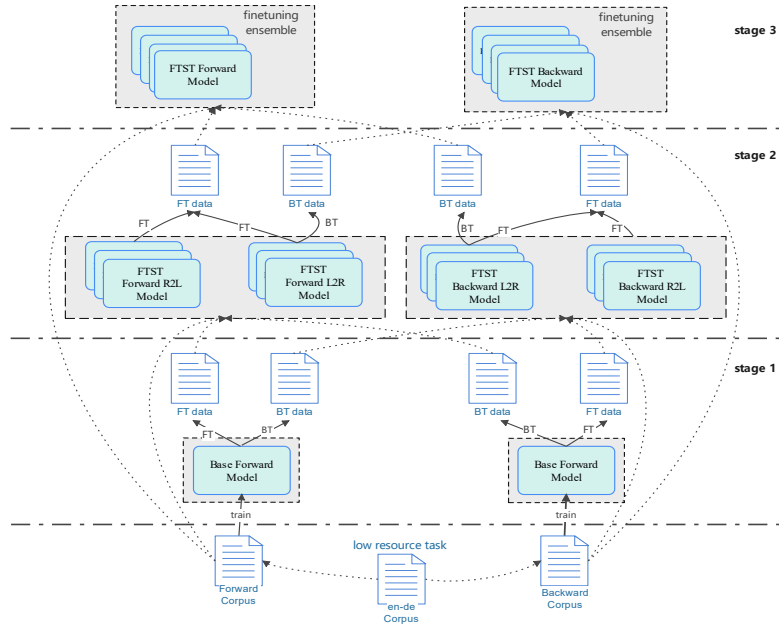 finetuning
ensemble
finetuning
ensemble
stage 3
FTST Forward
Model
FTST Backward
Model
stage 2
FT data
BT data
BT data
FT data
FT
FT
BT
BT
FT
FT
FTST
Forward R2L
Model
FTST
Forward L2R
Model
FTST
Backward L2R
Model
FTST
Backward R2L
Model
stage 1
FT data
BT data
BT data
FT data
FT
BT
BT
FT
Base Forward
Model
Base Forward
Model
train
train
low resource task
Forward
Corpus
en-de
Corpus
Backward
Corpus